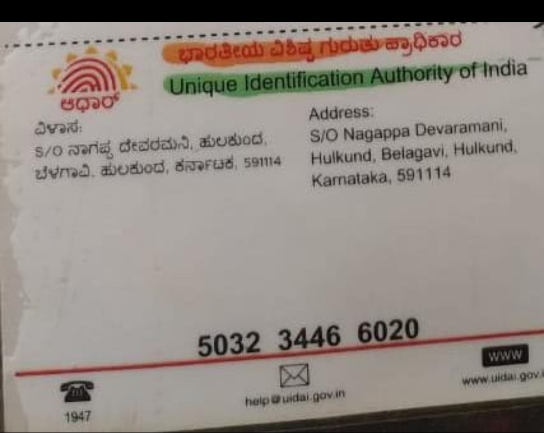 ಭಾರತೀಯ ವಿಶಿಷ್ಟ ಗುರುತು ಪ್ರಾಧಿಕಾರ
Unique Identification Authority of India
ಆಧಾರ್
ವಿಳಾಸ:
S/O ನಾಗಪ್ಪ ದೇವರಮನಿ, ಹುಲಕುಂದ,
ಬೆಳಗಾವಿ, ಹುಲಕುಂದ, ಕರ್ನಾಟಕ, 591114
Address:
S/O Nagappa Devaramani,
Hulkund, Belagavi, Hulkund,
Karnataka, 591114
5032 3446 6020
1947
help@uidai.gov.in
WWW
www.uidai.gov.i